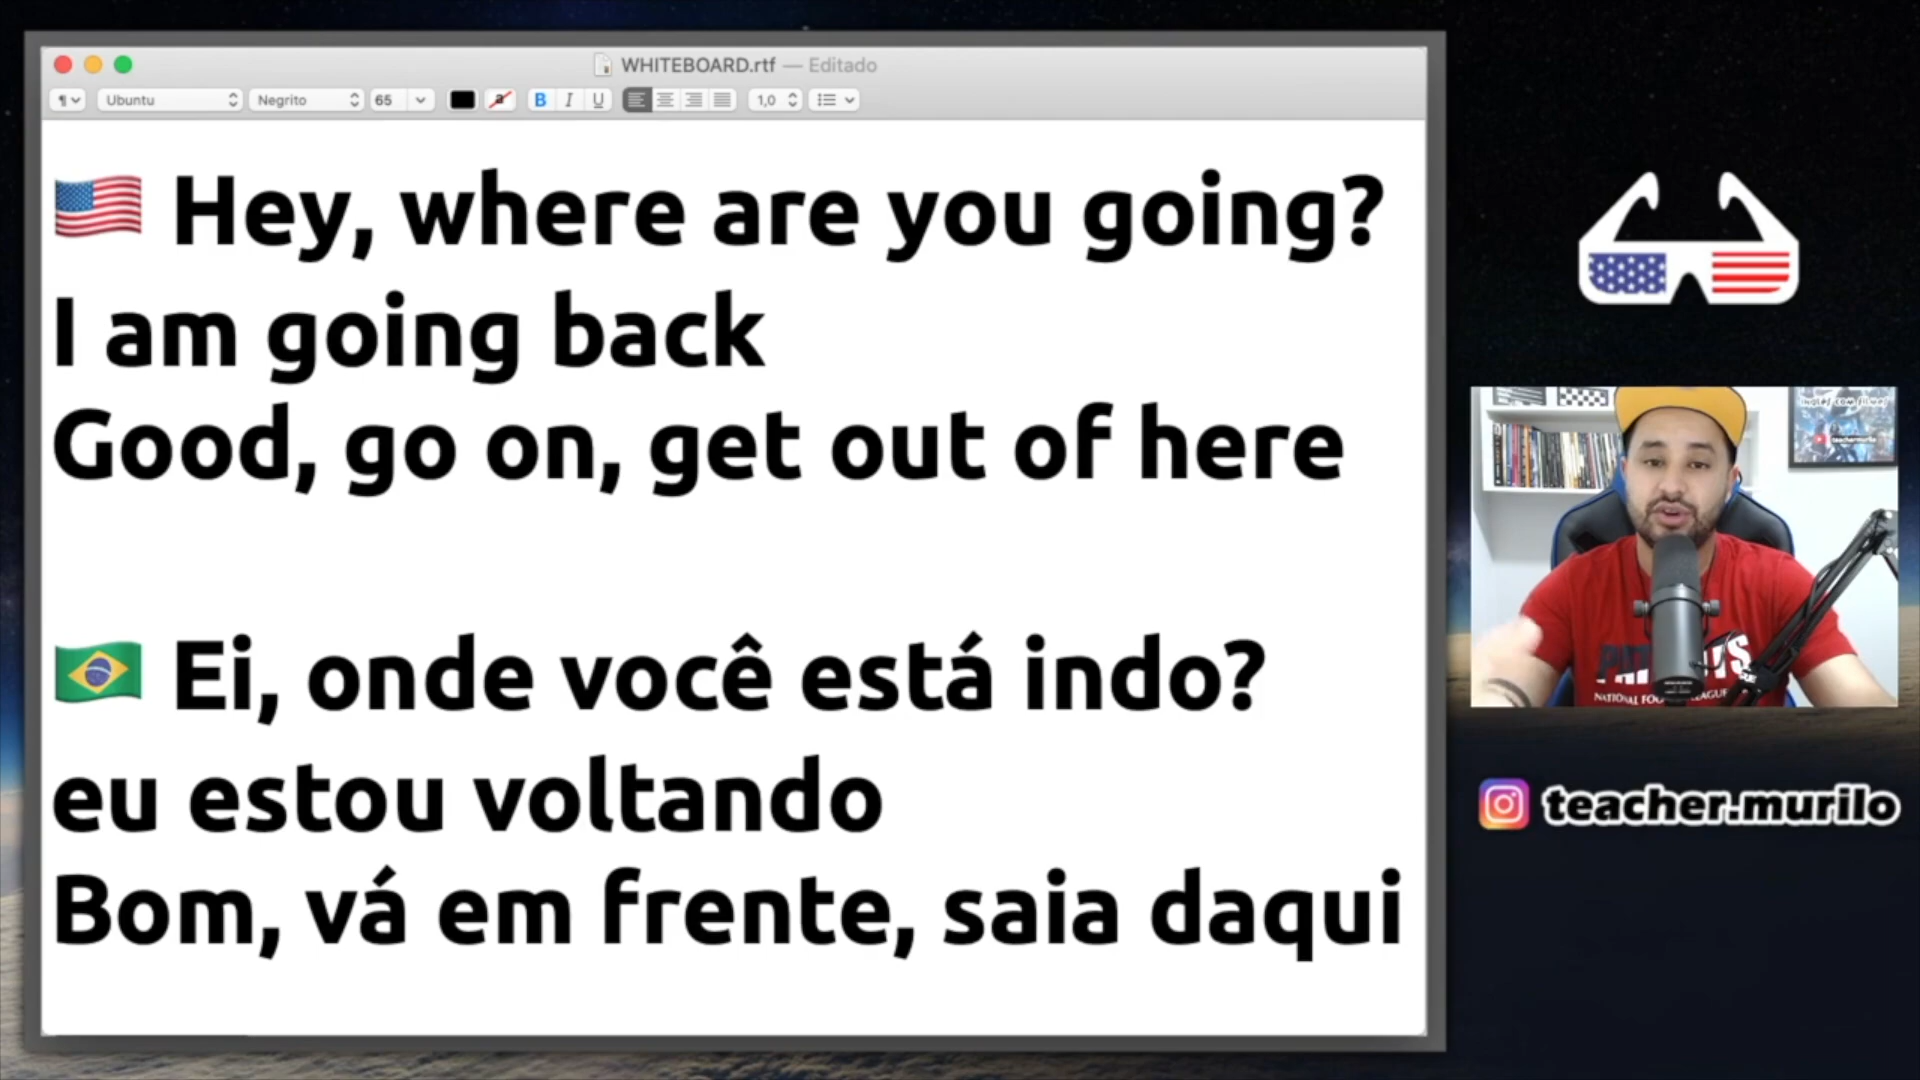 WHITEBOARD.rtf — Editado
¶ Ubuntu Negrito 65 a B I U 1,0
🇺🇸 Hey, where are you going?
I am going back
Good, go on, get out of here
🇧🇷 Ei, onde você está indo?
eu estou voltando
Bom, vá em frente, saia daqui
teacher.murilo